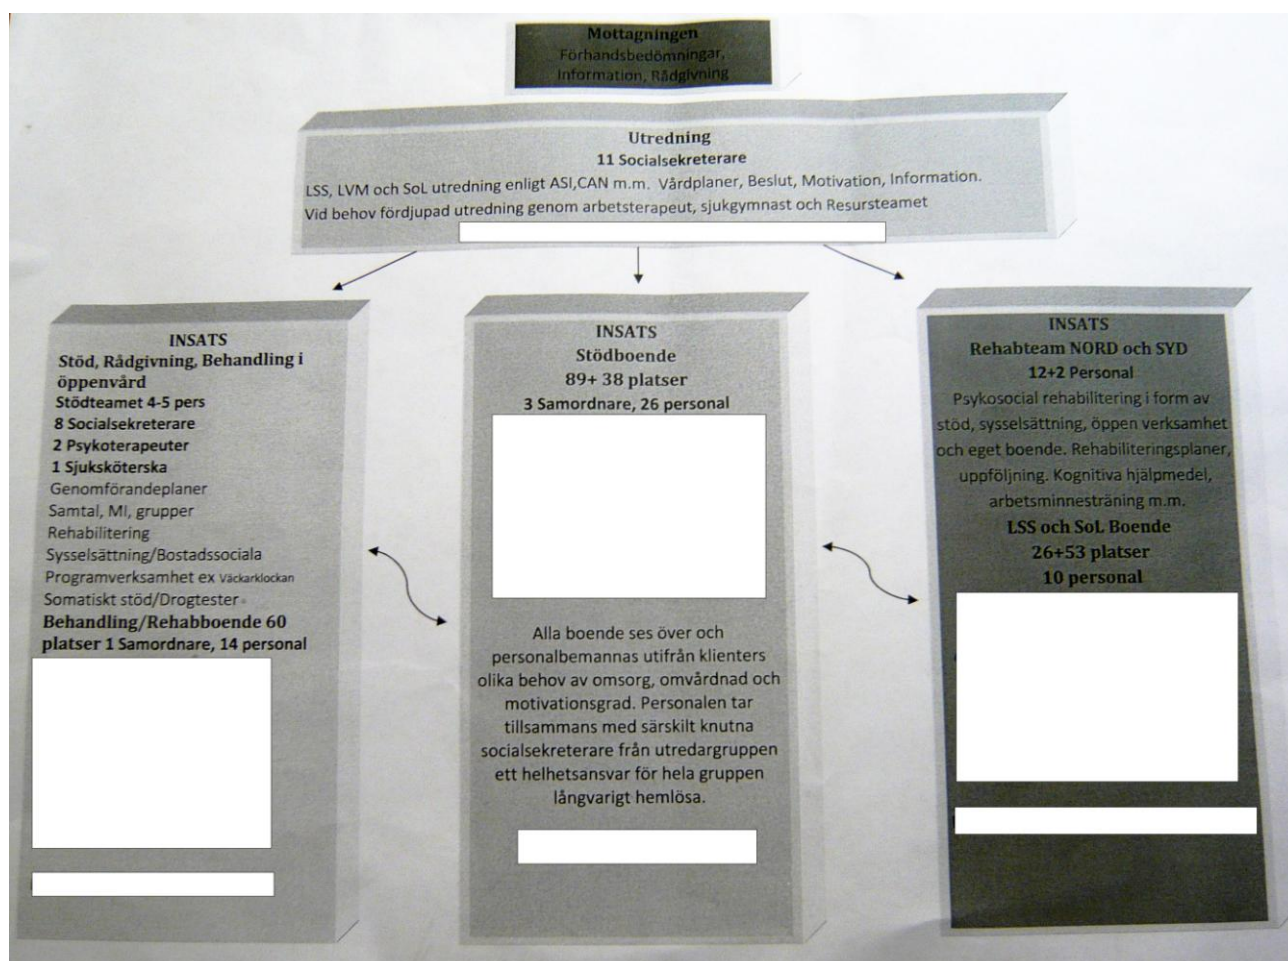 Mottagningen
Förhandsbedömningar,
Information, Rådgivning
Utredning
11 Socialsekreterare
LSS, LVM och SoL utredning enligt ASI,CAN m.m. Vårdplaner, Beslut, Motivation, Information.
Vid behov fördjupad utredning genom arbetsterapeut, sjukgymnast och Resursteamet
INSATS
Stöd, Rådgivning, Behandling i
öppenvård
Stödteamet 4-5 pers
8 Socialsekreterare
2 Psykoterapeuter
1 Sjuksköterska
Genomförandeplaner
Samtal, MI, grupper
Rehabilitering
Sysselsättning/Bostadssociala
Programverksamhet ex Väckarklockan
Somatiskt stöd/Drogtester
Behandling/Rehabboende 60
platser 1 Samordnare, 14 personal
INSATS
Stödboende
89+ 38 platser
3 Samordnare, 26 personal
Alla boende ses över och
personalbemannas utifrån klienters
olika behov av omsorg, omvårdnad och
motivationsgrad. Personalen tar
tillsammans med särskilt knutna
socialsekreterare från utredargruppen
ett helhetsansvar för hela gruppen
långvarigt hemlösa.
INSATS
Rehabteam NORD och SYD
12+2 Personal
Psykosocial rehabilitering i form av
stöd, sysselsättning, öppen verksamhet
och eget boende. Rehabiliteringsplaner,
uppföljning. Kognitiva hjälpmedel,
arbetsminnesträning m.m.
LSS och SoL Boende
26+53 platser
10 personal